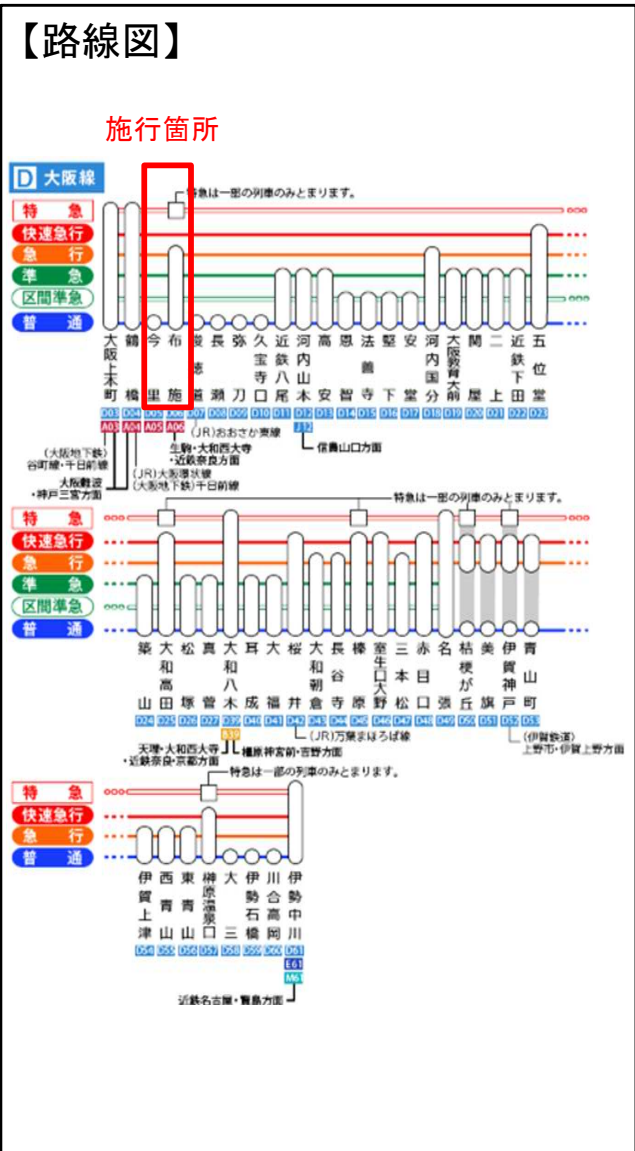 【路線図】
施行箇所
D 大阪線
特急は一部の列車のみとまります。
特急
快速急行
急行
準急
区間準急
普通
大阪上本町
鶴橋
今里
布施
俊徳道
長瀬
弥刀
久宝寺口
近鉄八尾
河内山本
高安
恩智
法善寺
堅下
安堂
河内国分
大阪教育大前
関屋
二上
近鉄下田
五位堂
D03 D04 D05 D06 D07 D08 D09 D10 D11 D12 D13 D14 D15 D16 D17 D18 D19 D20 D21 D22 D23
A03 A04 A05 A06 J12
(JR)おおさか東線
(大阪地下鉄)
谷町線・千日前線
生駒・大和西大寺
・近鉄奈良方面
信貴山口方面
大阪難波
・神戸三宮方面
(JR)大阪環状線
(大阪地下鉄)千日前線
特急は一部の列車のみとまります。
特急
快速急行
急行
準急
区間準急
普通
築山
大和高田
松塚
真菅
大和八木
耳成
大福
桜井
大和朝倉
長谷寺
榛原
室生口大野
三本松
赤目口
名張
桔梗が丘
美旗
伊賀神戸
青山町
D24 D25 D26 D27 D39 D40 D41 D42 D43 D44 D45 D46 D47 D48 D49 D50 D51 D52 D53
B39
(JR)万葉まほろば線
天理・大和西大寺
・近鉄奈良・京都方面
橿原神宮前・吉野方面
(伊賀鉄道)
上野市・伊賀上野方面
特急は一部の列車のみとまります。
特急
快速急行
急行
普通
伊賀上津
西青山
東青山
榊原温泉口
大三
伊勢石橋
川合高岡
伊勢中川
D54 D55 D56 D57 D58 D59 D60 D61
E61
M61
近鉄名古屋・賢島方面